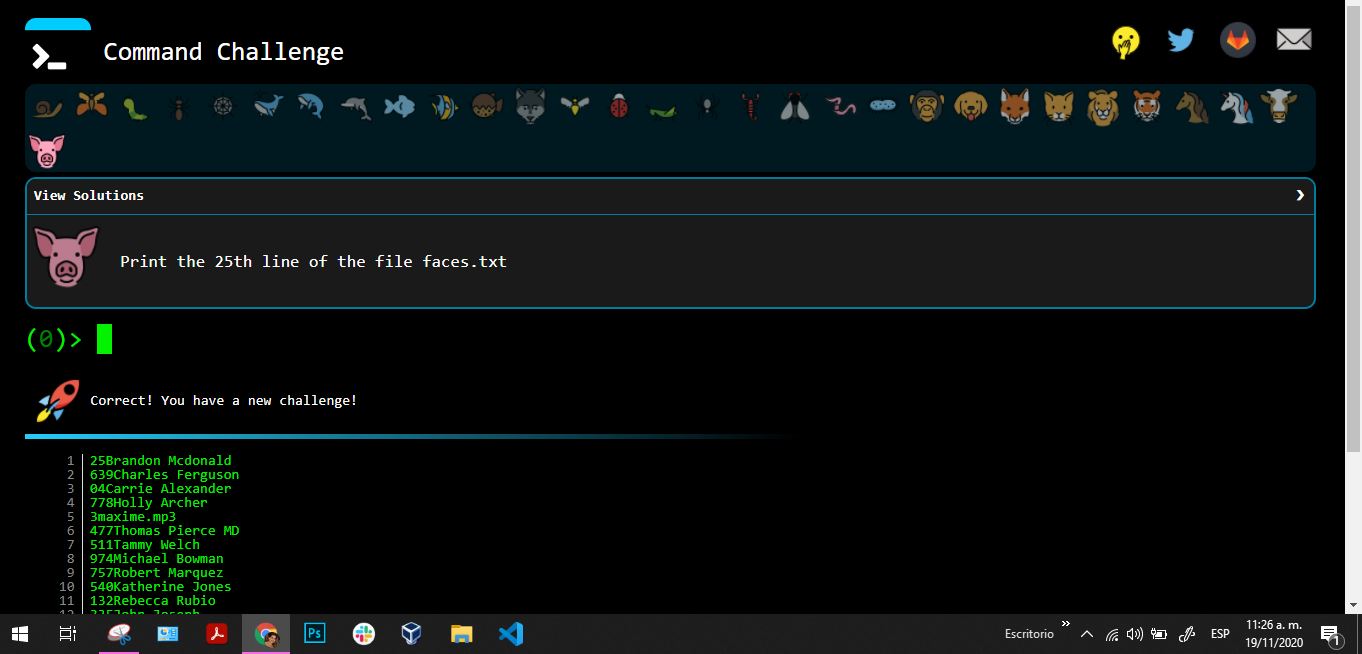 Command Challenge
View Solutions
Print the 25th line of the file faces.txt
(0)>
Correct! You have a new challenge!
1 25Brandon Mcdonald
2 639Charles Ferguson
3 04Carrie Alexander
4 778Holly Archer
5 3maxime.mp3
6 477Thomas Pierce MD
7 511Tammy Welch
8 974Michael Bowman
9 757Robert Marquez
10 540Katherine Jones
11 132Rebecca Rubio
Ps
Escritorio
ESP
11:26 a. m.
19/11/2020
1